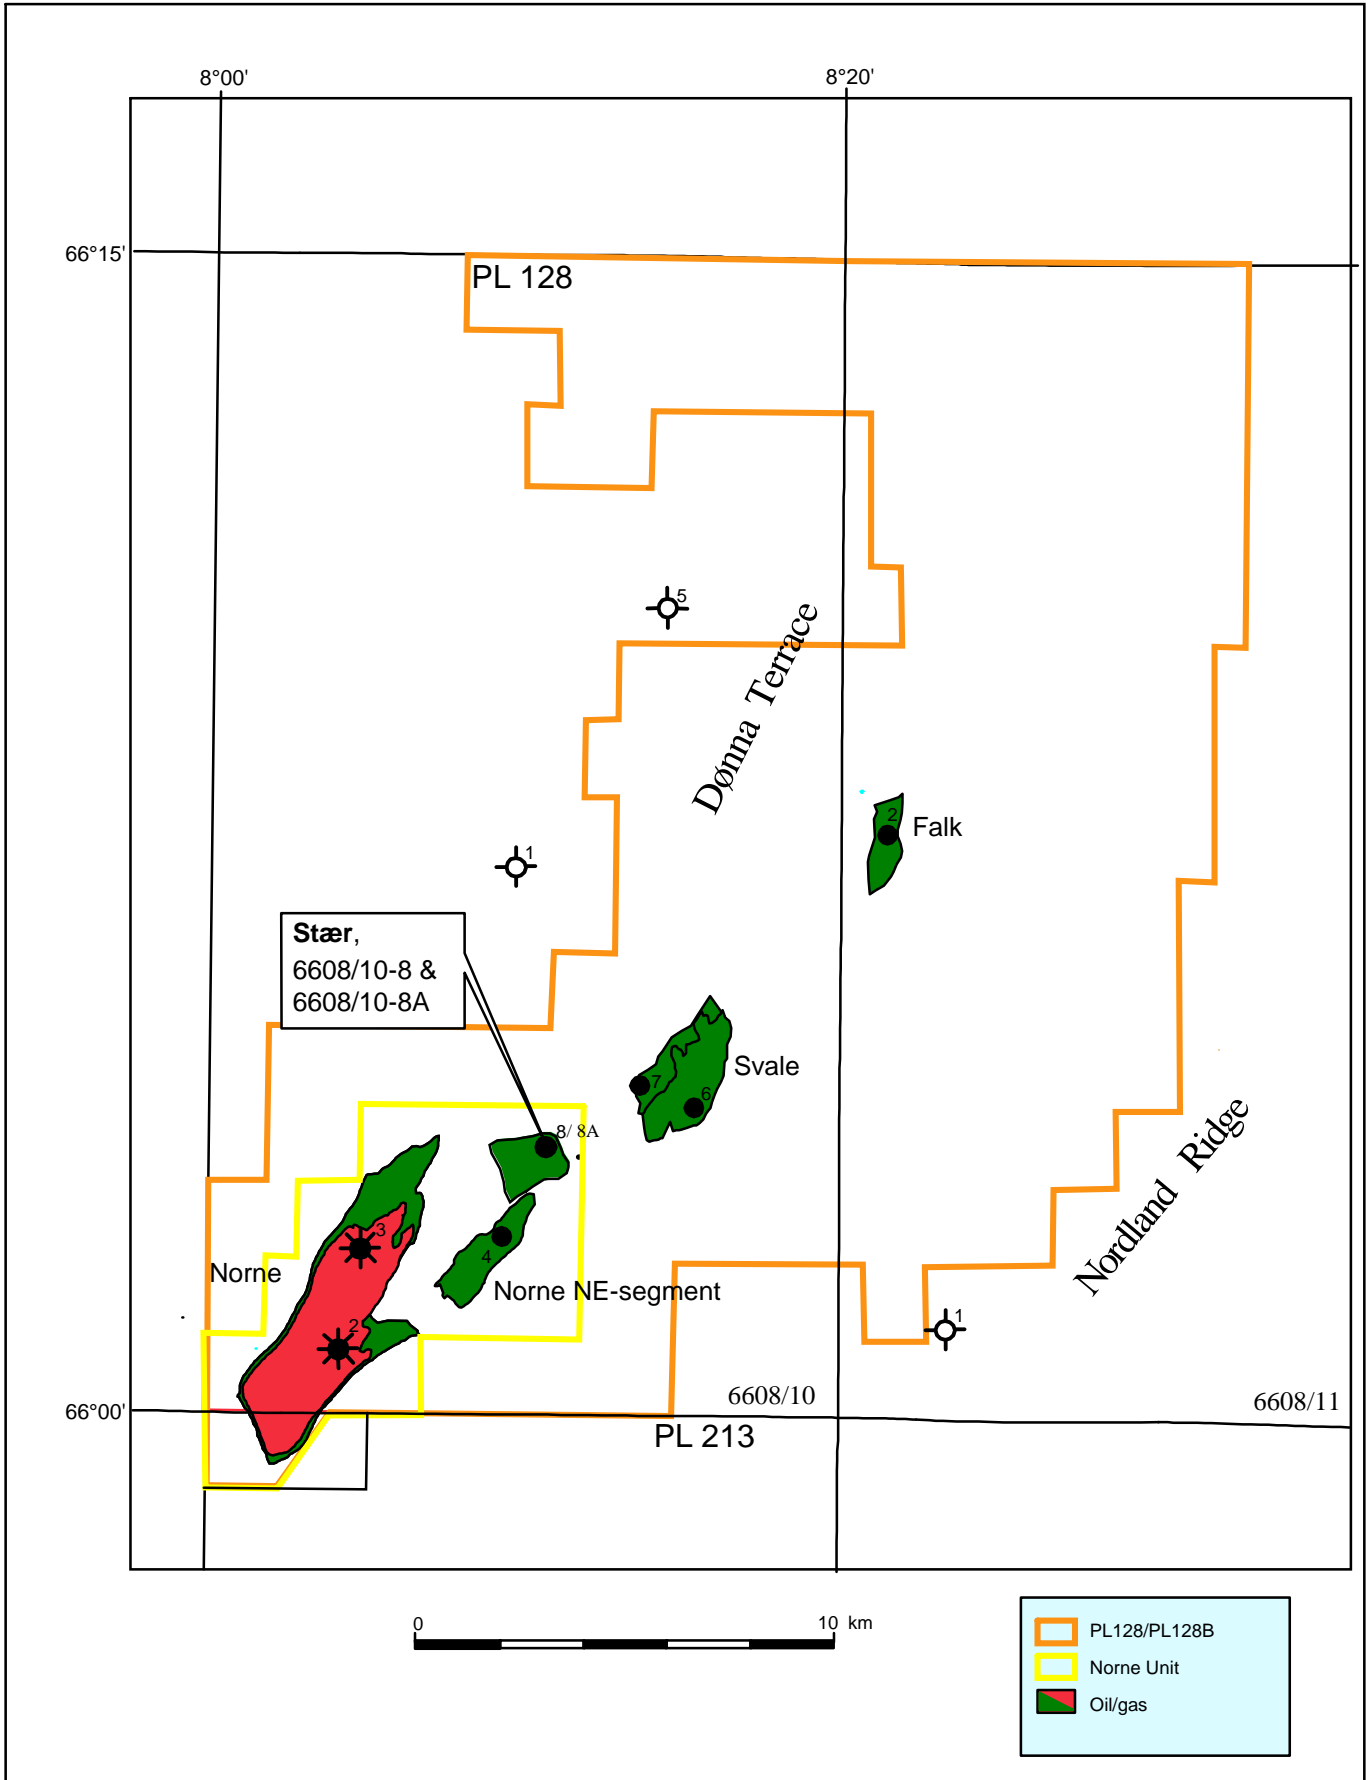 8°00'
8°20'
66°15'
PL 128
5
Dønna Terrace
2
Falk
1
Stær,
6608/10-8 &
6608/10-8A
Svale
7
6
8/ 8A
Nordland Ridge
3
4
Norne
Norne NE-segment
2
1
66°00'
6608/10
6608/11
PL 213
0
10 km
PL128/PL128B
Norne Unit
Oil/gas